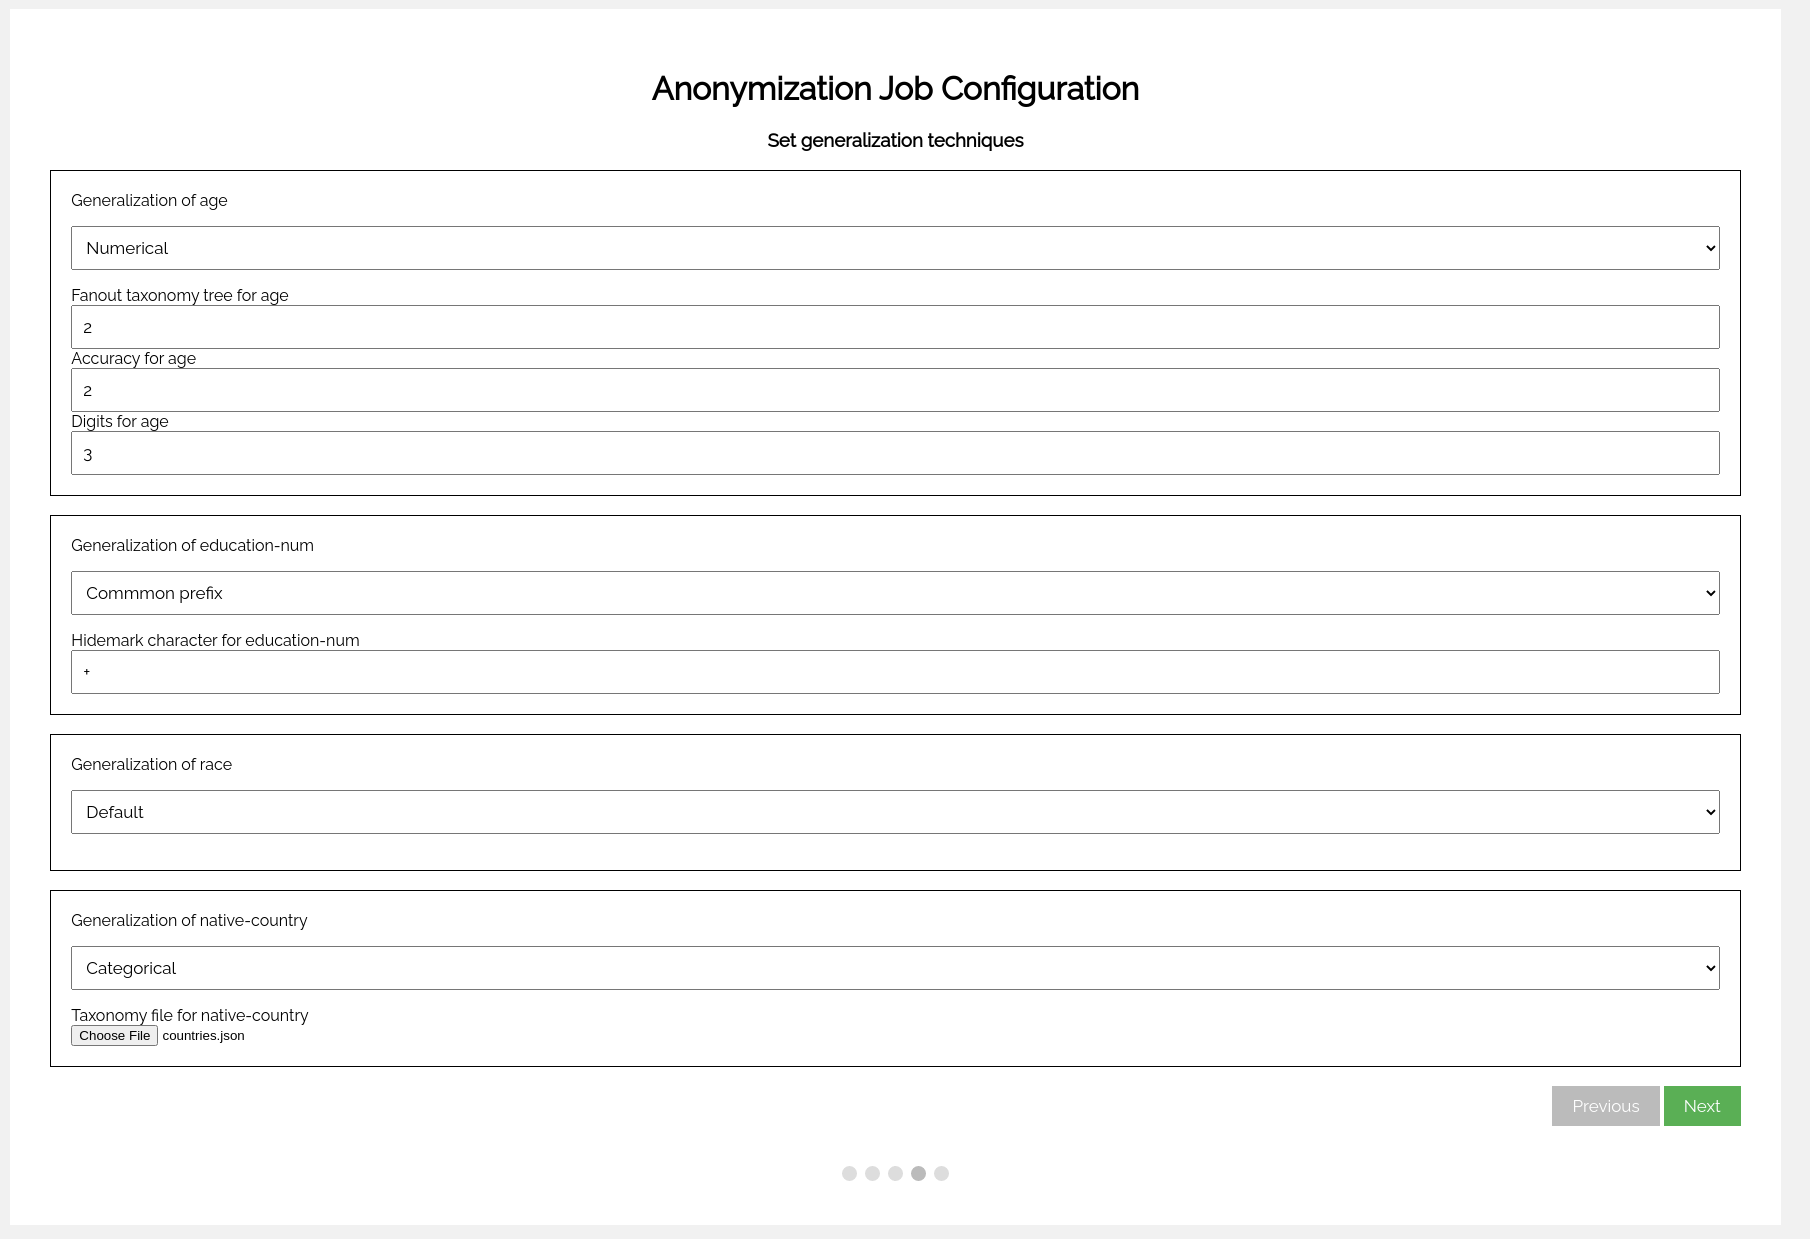 Anonymization Job Configuration
Set generalization techniques
Generalization of age
Numerical
Fanout taxonomy tree for age
2
Accuracy for age
2
Digits for age
3
Generalization of education-num
Commmon prefix
Hidemark character for education-num
+
Generalization of race
Default
Generalization of native-country
Categorical
Taxonomy file for native-country
Choose File countries.json
Previous Next